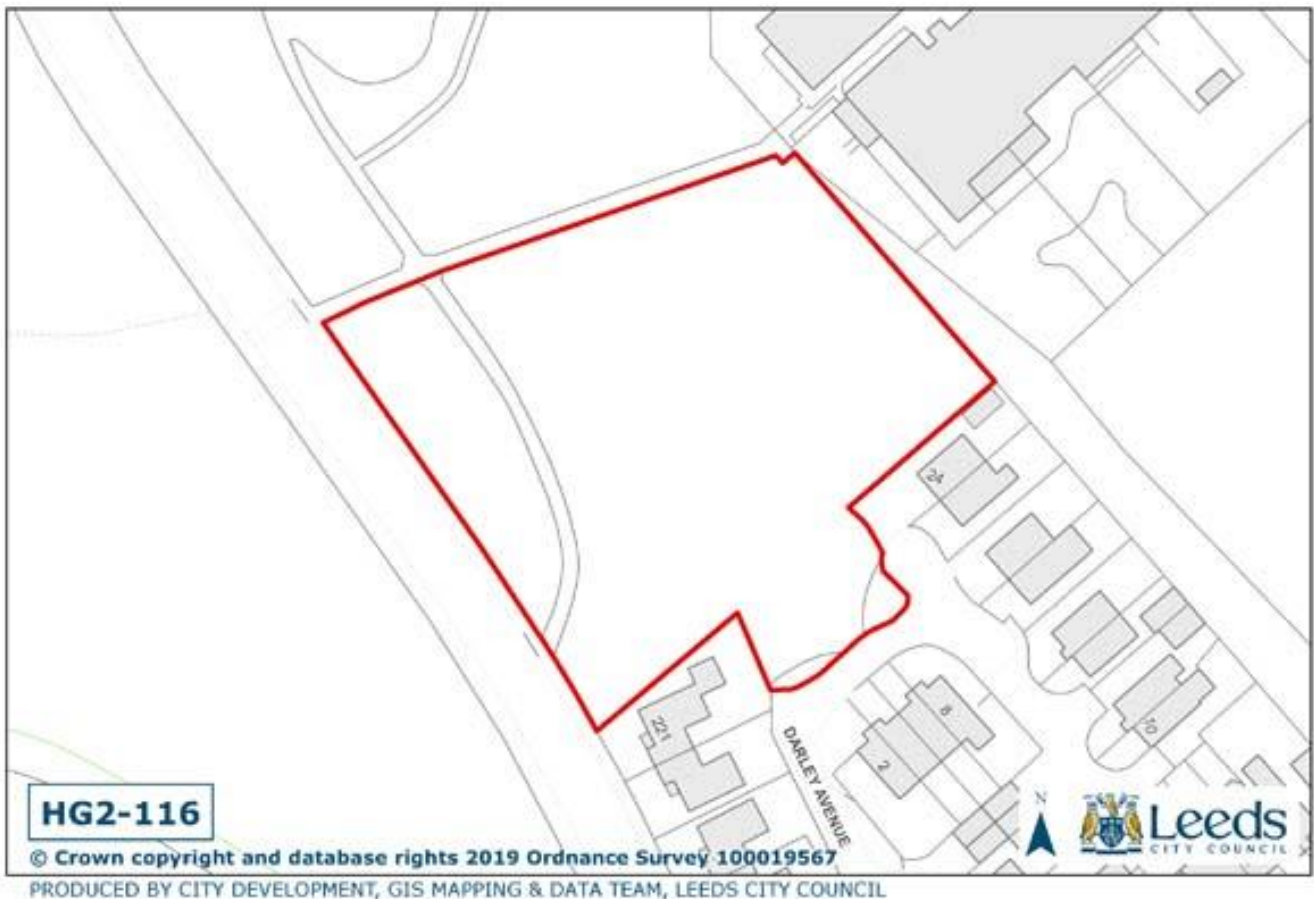 24
221
8
2
10
DARLEY AVENUE
HG2-116
N
Leeds
CITY COUNCIL
© Crown copyright and database rights 2019 Ordnance Survey 100019567
PRODUCED BY CITY DEVELOPMENT, GIS MAPPING & DATA TEAM, LEEDS CITY COUNCIL